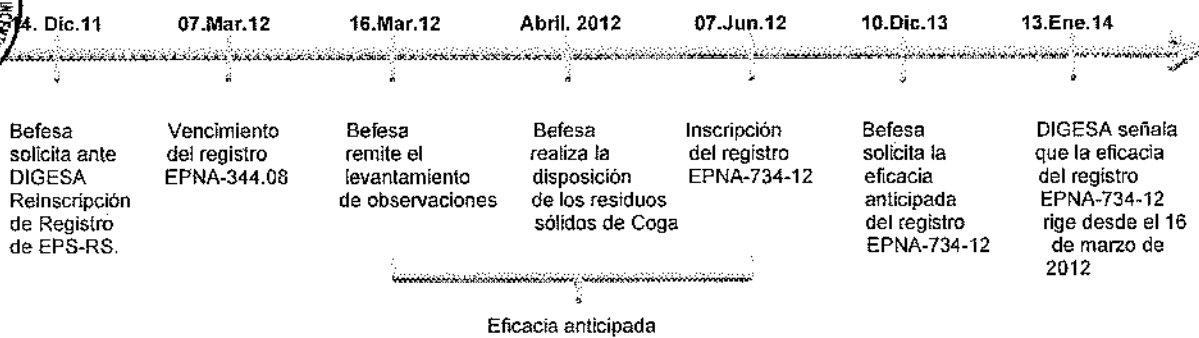 4. Dic.11
07.Mar.12
16.Mar.12
Abril. 2012
07.Jun.12
10.Dic.13
13.Ene.14
Befesa
solicita ante
DIGESA
Reinscripción
de Registro
de EPS-RS.
Vencimiento
del registro
EPNA-344.08
Befesa
remite el
levantamiento
de observaciones
Befesa
realiza la
disposición
de los residuos
sólidos de Coga
Inscripción
del registro
EPNA-734-12
Befesa
solicita la
eficacia
anticipada
del registro
EPNA-734-12
DIGESA señala
que la eficacia
del registro
EPNA-734-12
rige desde el 16
de marzo de
2012
Eficacia anticipada